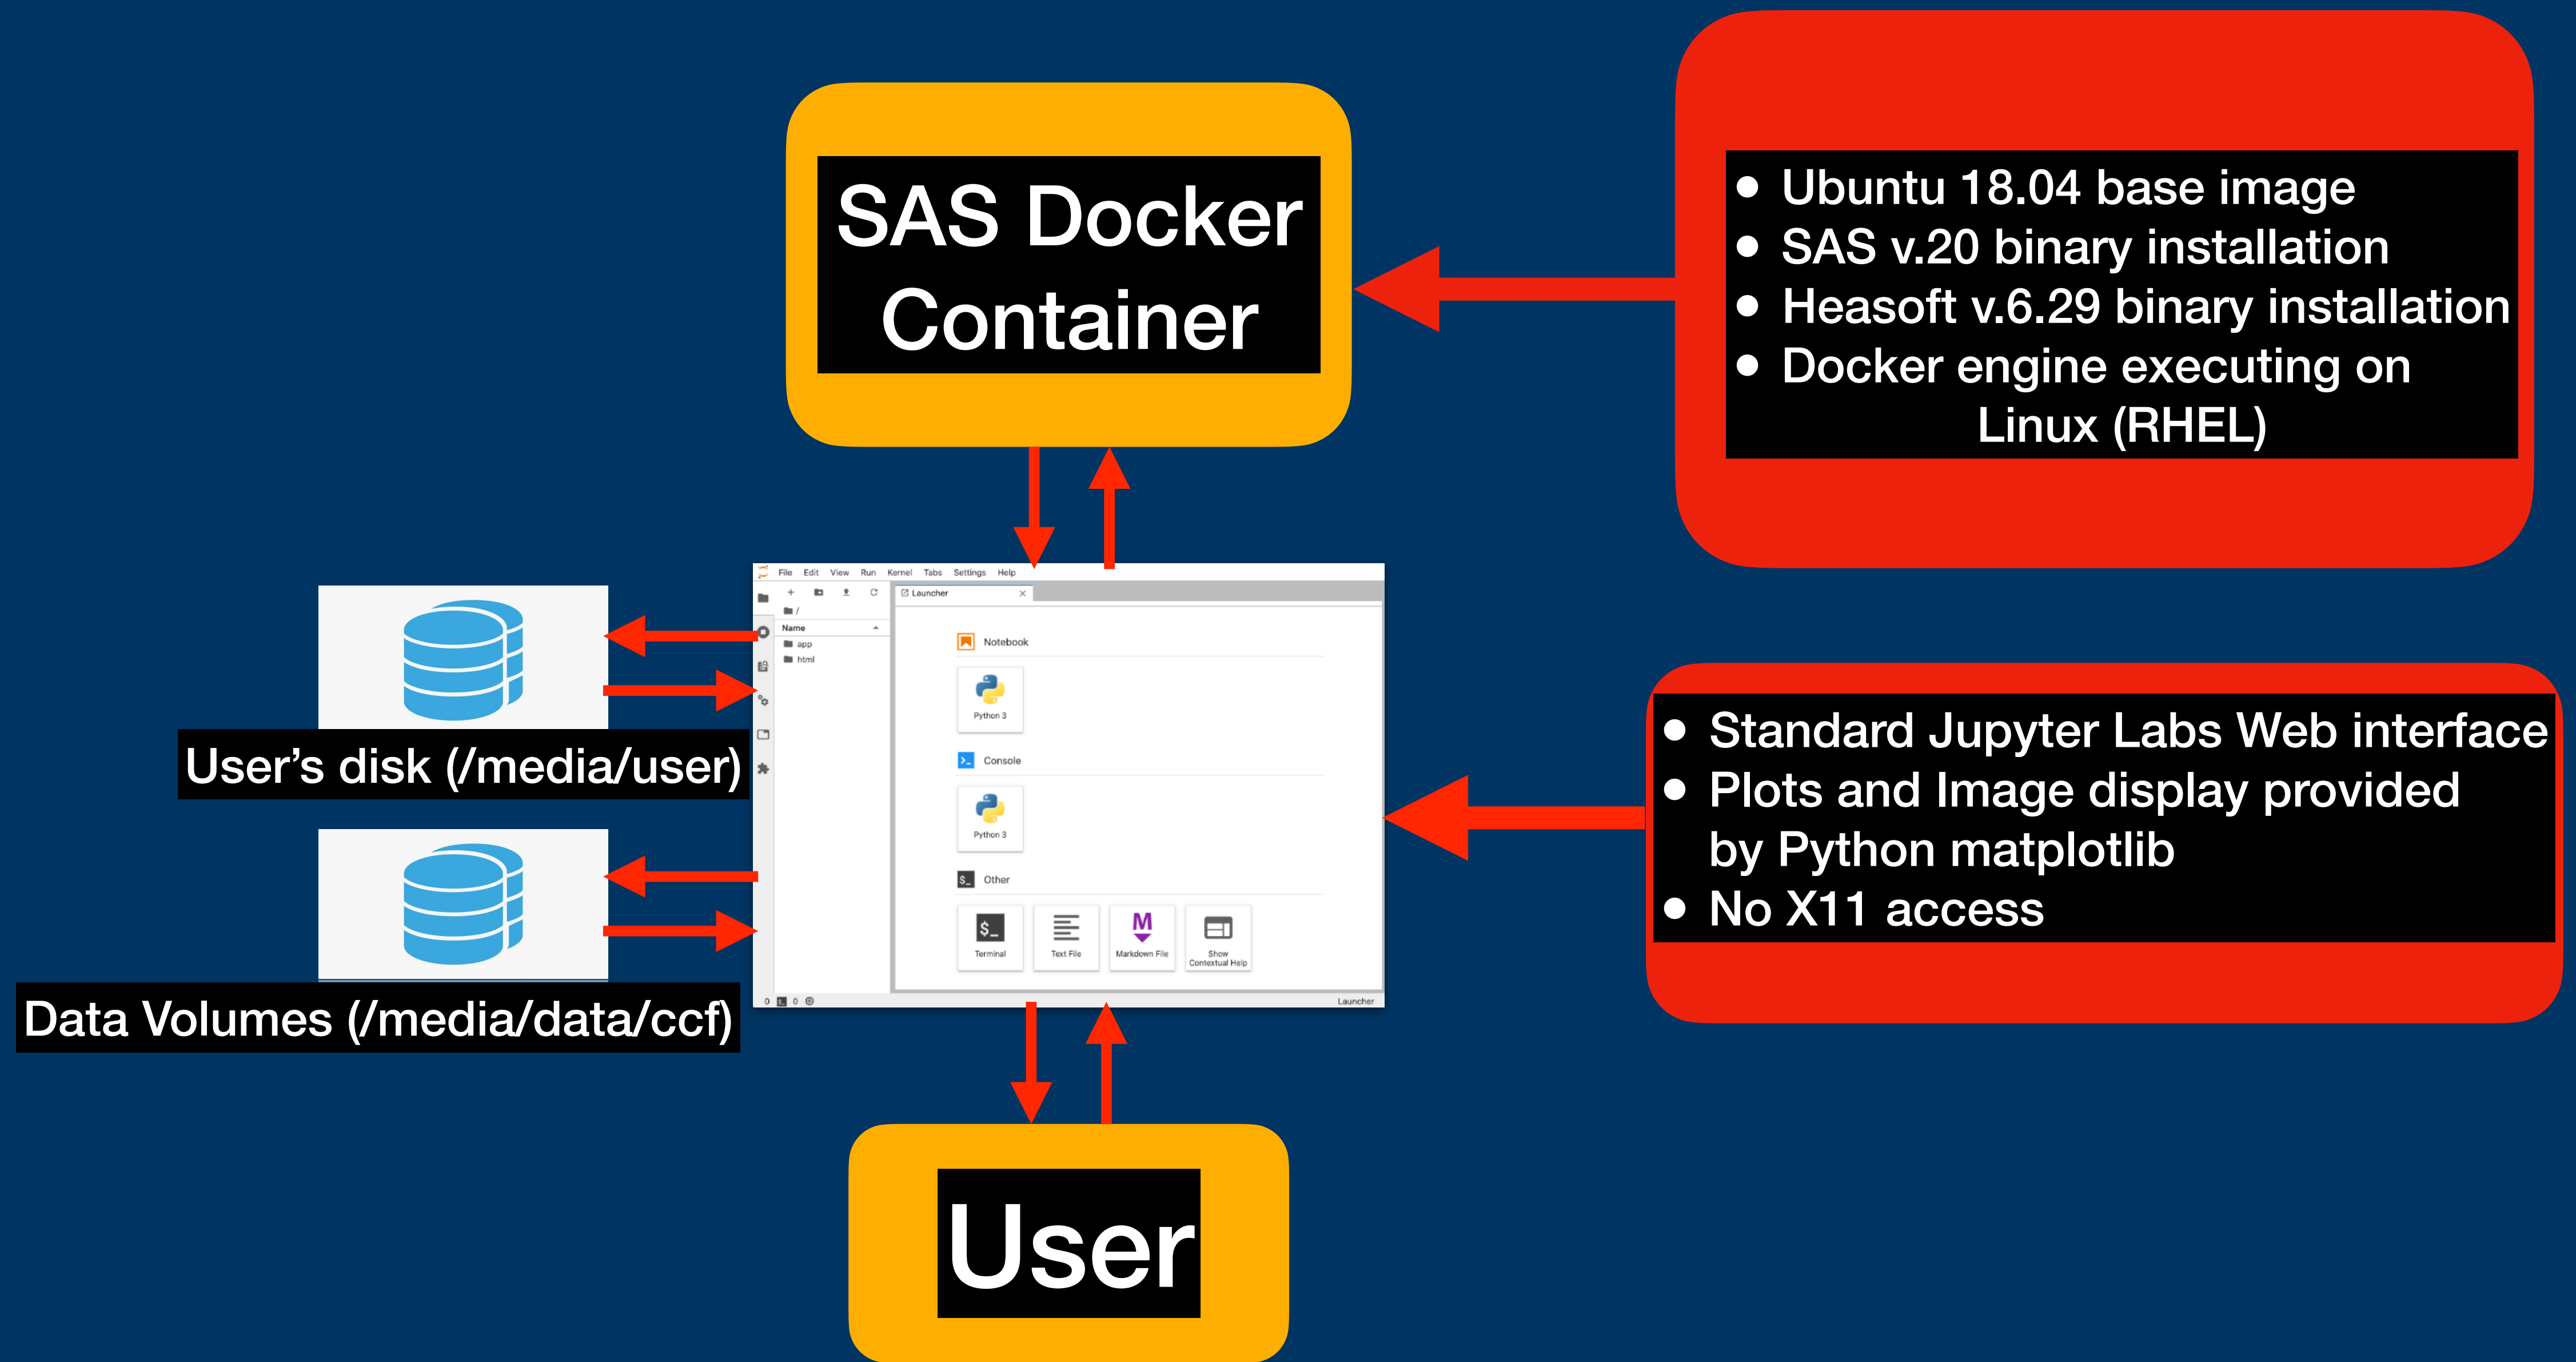 SAS Docker
Container
● Ubuntu 18.04 base image
● SAS v.20 binary installation
● Heasoft v.6.29 binary installation
● Docker engine executing on
Linux (RHEL)
File Edit View Run Kernel Tabs Settings Help
Launcher
/
Name
app
html
Notebook
Python 3
Console
Python 3
$_ Other
$_
M
Terminal Text File Markdown File Show
Contextual Help
0 0 Launcher
User’s disk (/media/user)
Data Volumes (/media/data/ccf)
● Standard Jupyter Labs Web interface
● Plots and Image display provided
by Python matplotlib
● No X11 access
User